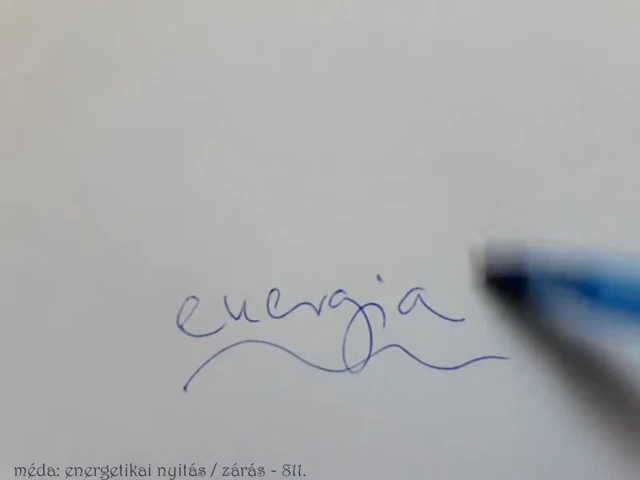 energia
méda: energetikai nyitás / zárás - 811.